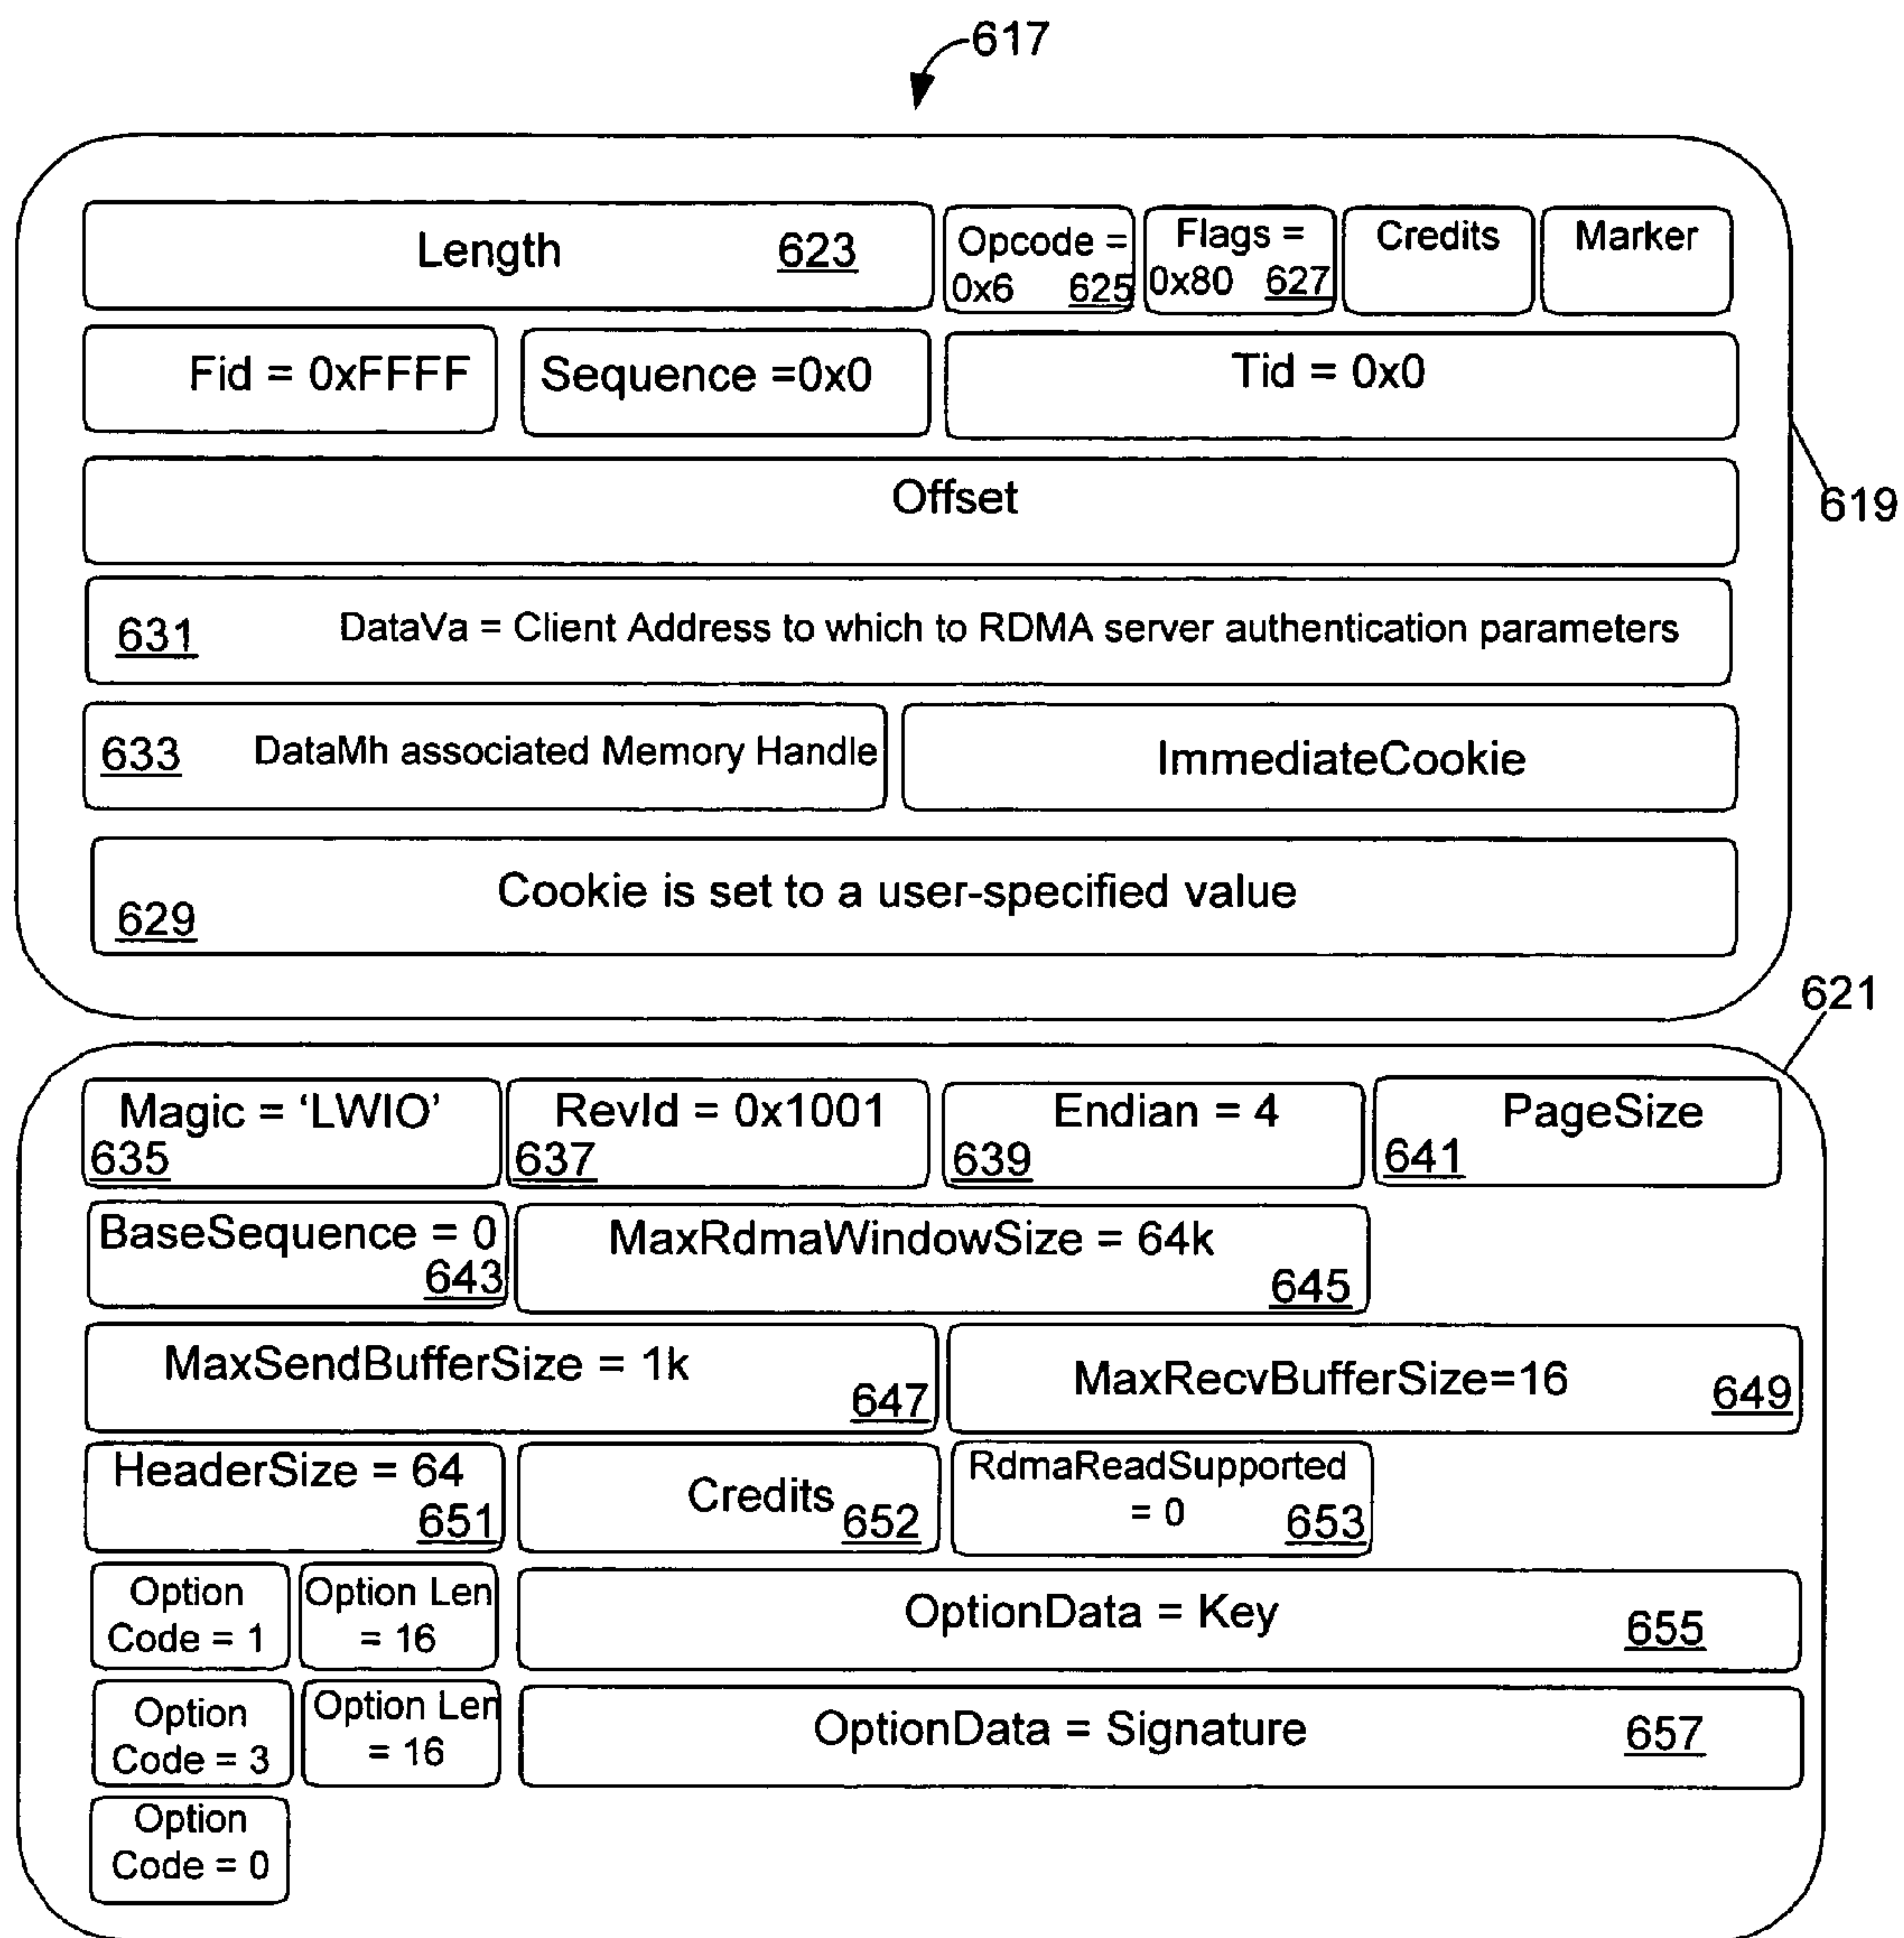 617
Length 623
Opcode =
0x6 625
Flags =
0x80 627
Credits
Marker
Fid = 0xFFFF
Sequence =0x0
Tid = 0x0
Offset
619
631 DataVa = Client Address to which to RDMA server authentication parameters
633 DataMh associated Memory Handle
ImmediateCookie
Cookie is set to a user-specified value
629
621
Magic = ‘LWIO’
635
RevId = 0x1001
637
Endian = 4
639
PageSize
641
BaseSequence = 0
643
MaxRdmaWindowSize = 64k
645
MaxSendBufferSize = 1k
647
MaxRecvBufferSize=16 649
HeaderSize = 64
651
Credits 652
RdmaReadSupported
= 0 653
Option
Code = 1
Option Len
= 16
OptionData = Key 655
Option
Code = 3
Option Len
= 16
OptionData = Signature 657
Option
Code = 0